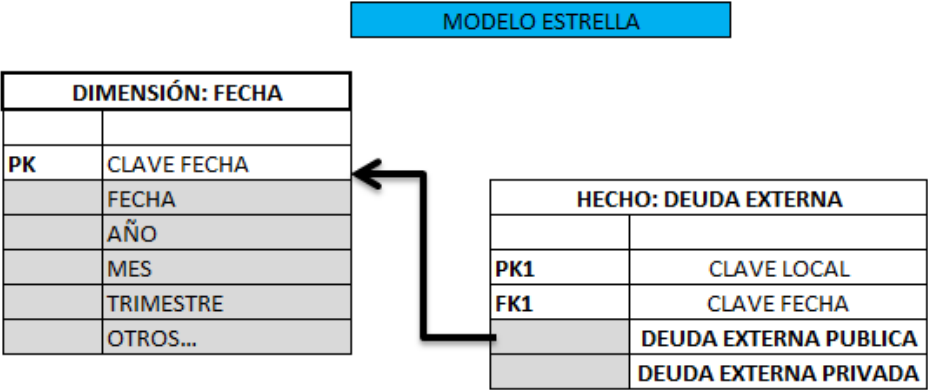 MODELO ESTRELLA
DIMENSIÓN: FECHA
PK CLAVE FECHA
FECHA
AÑO
MES
TRIMESTRE
OTROS...
HECHO: DEUDA EXTERNA
PK1 CLAVE LOCAL
FK1 CLAVE FECHA
DEUDA EXTERNA PUBLICA
DEUDA EXTERNA PRIVADA